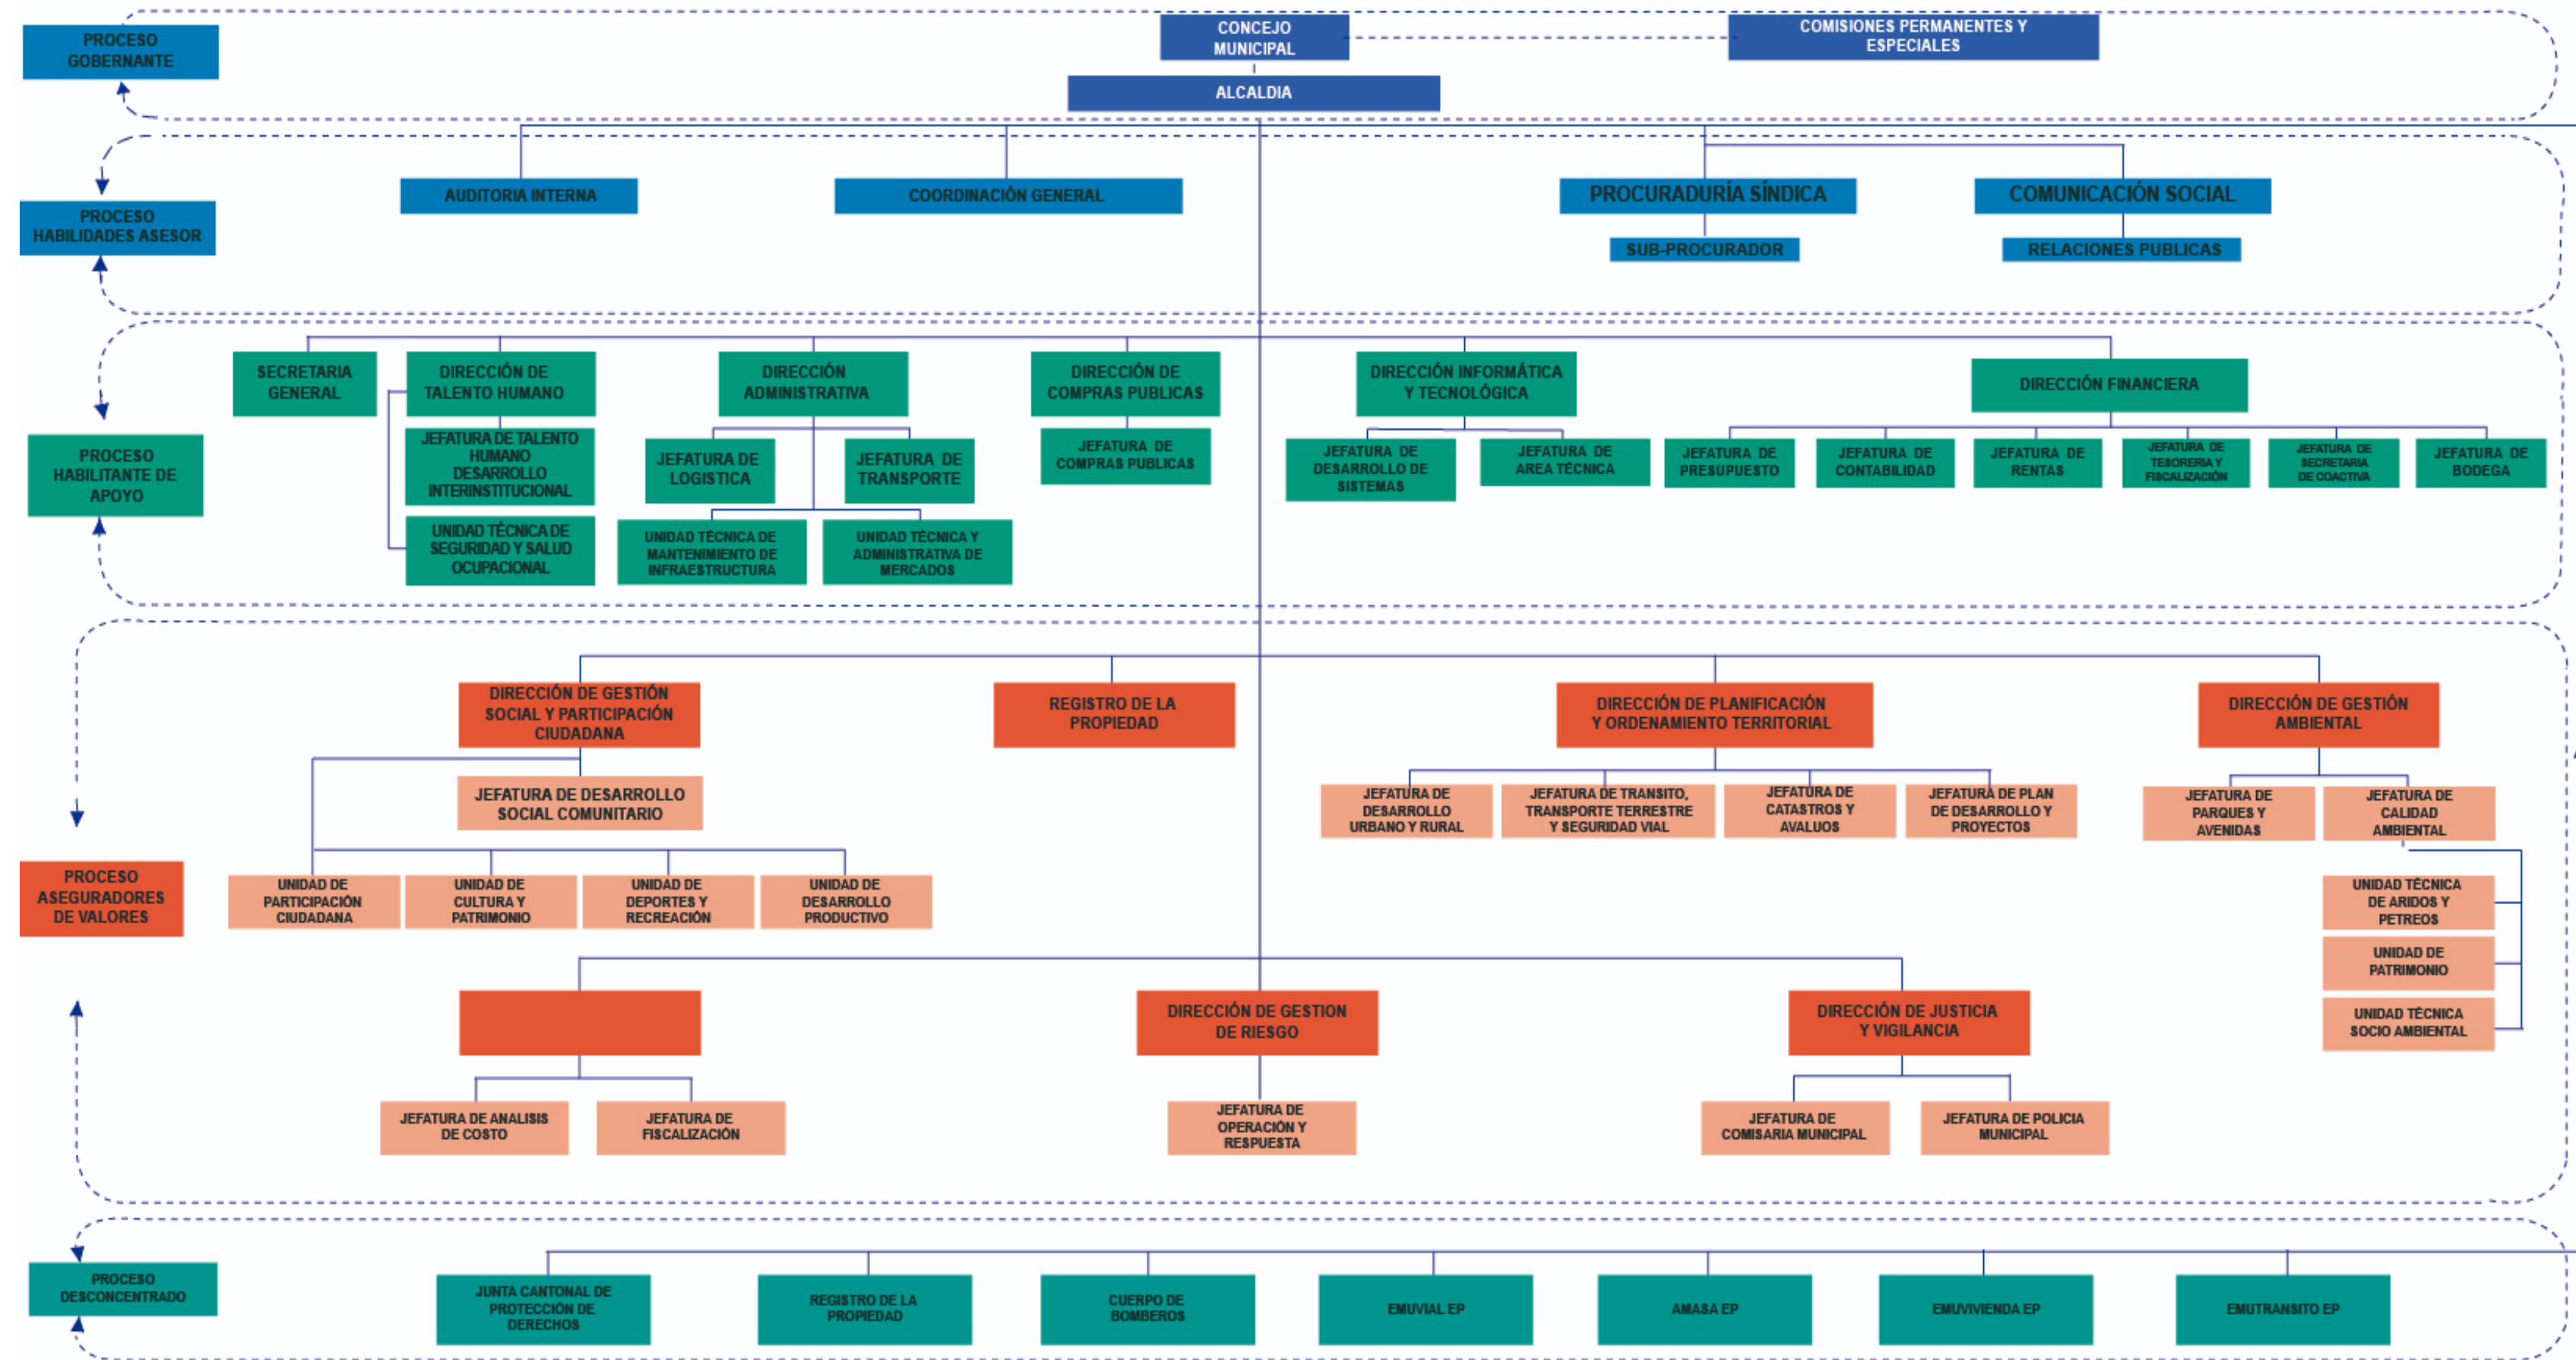 PROCESO
GOBERNANTE
CONCEJO
MUNICIPAL
COMISIONES PERMANENTES Y
ESPECIALES
ALCALDIA
PROCESO
HABILIDADES ASESOR
AUDITORIA INTERNA
COORDINACIÓN GENERAL
PROCURADURÍA SÍNDICA
COMUNICACIÓN SOCIAL
SUB-PROCURADOR
RELACIONES PUBLICAS
PROCESO
HABILITANTE DE
APOYO
SECRETARIA
GENERAL
DIRECCIÓN DE
TALENTO HUMANO
DIRECCIÓN
ADMINISTRATIVA
DIRECCIÓN DE
COMPRAS PUBLICAS
DIRECCIÓN INFORMÁTICA
Y TECNOLÓGICA
DIRECCIÓN FINANCIERA
JEFATURA DE TALENTO
HUMANO
DESARROLLO
INTERINSTITUCIONAL
JEFATURA DE
LOGISTICA
JEFATURA DE
TRANSPORTE
JEFATURA DE
COMPRAS PUBLICAS
JEFATURA DE
DESARROLLO DE
SISTEMAS
JEFATURA DE
AREA TÉCNICA
JEFATURA DE
PRESUPUESTO
JEFATURA DE
CONTABILIDAD
JEFATURA DE
RENTAS
JEFATURA DE
TESORERIA Y
FISCALIZACIÓN
JEFATURA DE
SECRETARIA
DE COACTIVA
JEFATURA DE
BODEGA
UNIDAD TÉCNICA DE
SEGURIDAD Y SALUD
OCUPACIONAL
UNIDAD TÉCNICA DE
MANTENIMIENTO DE
INFRAESTRUCTURA
UNIDAD TÉCNICA Y
ADMINISTRATIVA DE
MERCADOS
PROCESO
ASEGURADORES
DE VALORES
DIRECCIÓN DE GESTIÓN
SOCIAL Y PARTICIPACIÓN
CIUDADANA
REGISTRO DE LA
PROPIEDAD
DIRECCIÓN DE PLANIFICACIÓN
Y ORDENAMIENTO TERRITORIAL
DIRECCIÓN DE GESTIÓN
AMBIENTAL
JEFATURA DE DESARROLLO
SOCIAL COMUNITARIO
JEFATURA DE
DESARROLLO
URBANO Y RURAL
JEFATURA DE TRANSITO,
TRANSPORTE TERRESTRE
Y SEGURIDAD VIAL
JEFATURA DE
CATASTROS Y
AVALUOS
JEFATURA DE PLAN
DE DESARROLLO Y
PROYECTOS
JEFATURA DE
PARQUES Y
AVENIDAS
JEFATURA DE
CALIDAD
AMBIENTAL
UNIDAD DE
PARTICIPACIÓN
CIUDADANA
UNIDAD DE
CULTURA Y
PATRIMONIO
UNIDAD DE
DEPORTES Y
RECREACIÓN
UNIDAD DE
DESARROLLO
PRODUCTIVO
UNIDAD TÉCNICA
DE ARIDOS Y
PETREOS
UNIDAD DE
PATRIMONIO
UNIDAD TÉCNICA
SOCIO AMBIENTAL
DIRECCIÓN DE GESTION
DE RIESGO
DIRECCIÓN DE JUSTICIA
Y VIGILANCIA
JEFATURA DE ANALISIS
DE COSTO
JEFATURA DE
FISCALIZACIÓN
JEFATURA DE
OPERACIÓN Y
RESPUESTA
JEFATURA DE
COMISARIA MUNICIPAL
JEFATURA DE POLICIA
MUNICIPAL
PROCESO
DESCONCENTRADO
JUNTA CANTONAL DE
PROTECCIÓN DE
DERECHOS
REGISTRO DE LA
PROPIEDAD
CUERPO DE
BOMBEROS
EMUVIAL EP
AMASA EP
EMUVIVIENDA EP
EMUTRANSITO EP